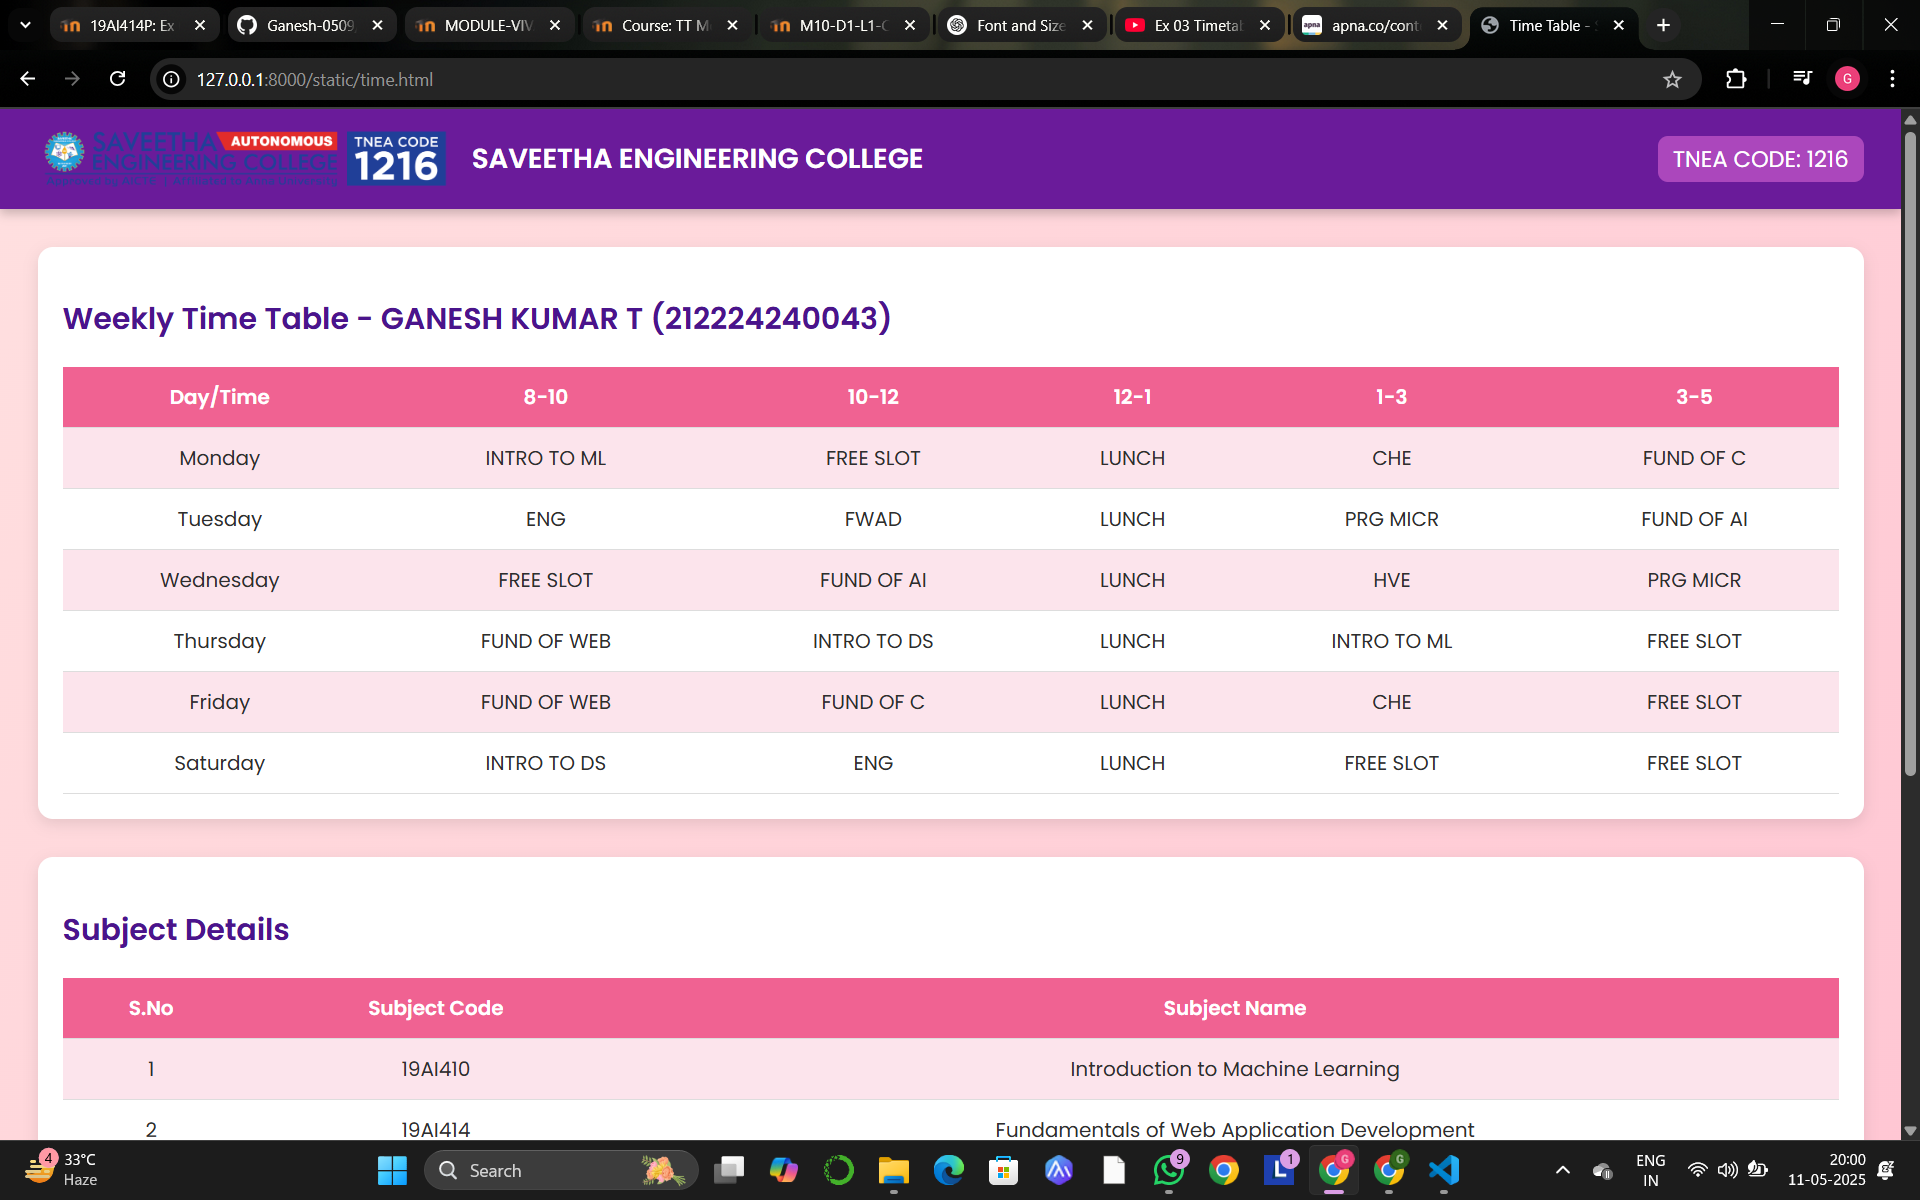 19AI414P: Ex
Ganesh-0509
MODULE-VIV
Course: TT M
M10-D1-L1-C
Font and Size
Ex 03 Timetab
apna.co/cont
Time Table - S
127.0.0.1:8000/static/time.html
G
SAVEETHA
ENGINEERING COLLEGE
AUTONOMOUS
TNEA CODE
1216
SAVEETHA ENGINEERING COLLEGE
TNEA CODE: 1216
Weekly Time Table - GANESH KUMAR T (212224240043)
Day/Time 8-10 10-12 12-1 1-3 3-5
Monday INTRO TO ML FREE SLOT LUNCH CHE FUND OF C
Tuesday ENG FWAD LUNCH PRG MICR FUND OF AI
Wednesday FREE SLOT FUND OF AI LUNCH HVE PRG MICR
Thursday FUND OF WEB INTRO TO DS LUNCH INTRO TO ML FREE SLOT
Friday FUND OF WEB FUND OF C LUNCH CHE FREE SLOT
Saturday INTRO TO DS ENG LUNCH FREE SLOT FREE SLOT
Subject Details
S.No Subject Code Subject Name
1 19AI410 Introduction to Machine Learning
2 19AI414 Fundamentals of Web Application Development
4
33°C
Haze
Search
9
L 1
G
G
ENG
IN
20:00
11-05-2025